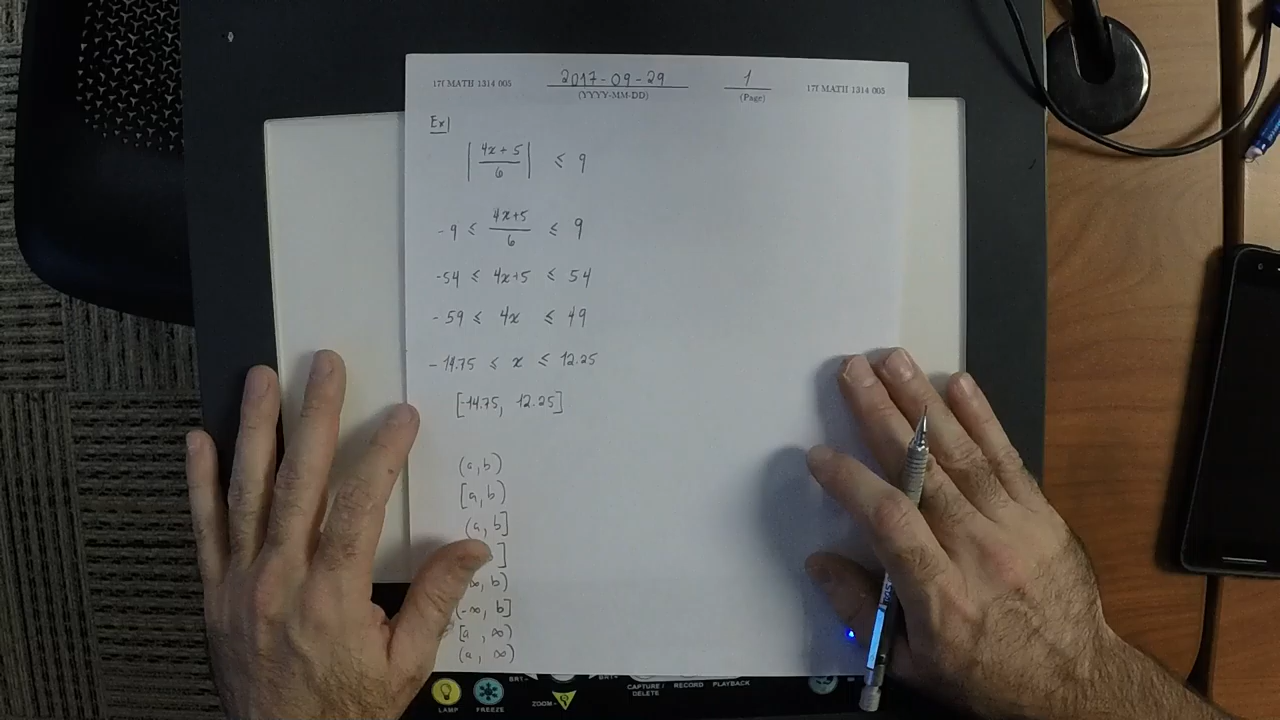 17f MATH 1314 005 2017-09-29 1 17f MATH 1314 005
(YYYY-MM-DD) (Page)
Ex1
|(4x+5)/6| ≤ 9
-9 ≤ (4x+5)/6 ≤ 9
-54 ≤ 4x+5 ≤ 54
-59 ≤ 4x ≤ 49
-14.75 ≤ x ≤ 12.25
[-14.75, 12.25]
(a, b)
[a, b)
(a, b]
]
∞, b)
(-∞, b]
[a, ∞)
(a, ∞)
LAMP FREEZE BRT- ZOOM- BRT+ CAPTURE / DELETE RECORD PLAYBACK